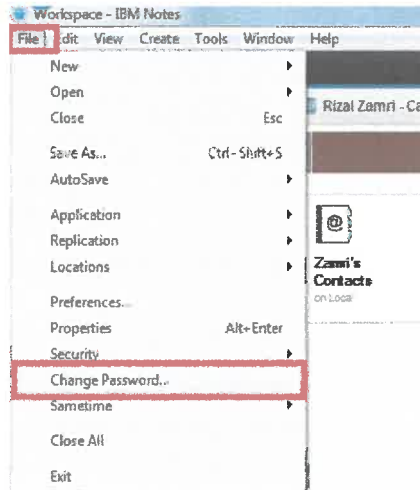 Workspace - IBM Notes
File Edit View Create Tools Window Help
New
Open
Close Esc
Save As... Ctrl+Shift+S
AutoSave
Application
Replication
Locations
Preferences...
Properties Alt+Enter
Security
Change Password...
Sametime
Close All
Exit
Rizal Zamri - Ca
Zamri's
Contacts
on Local